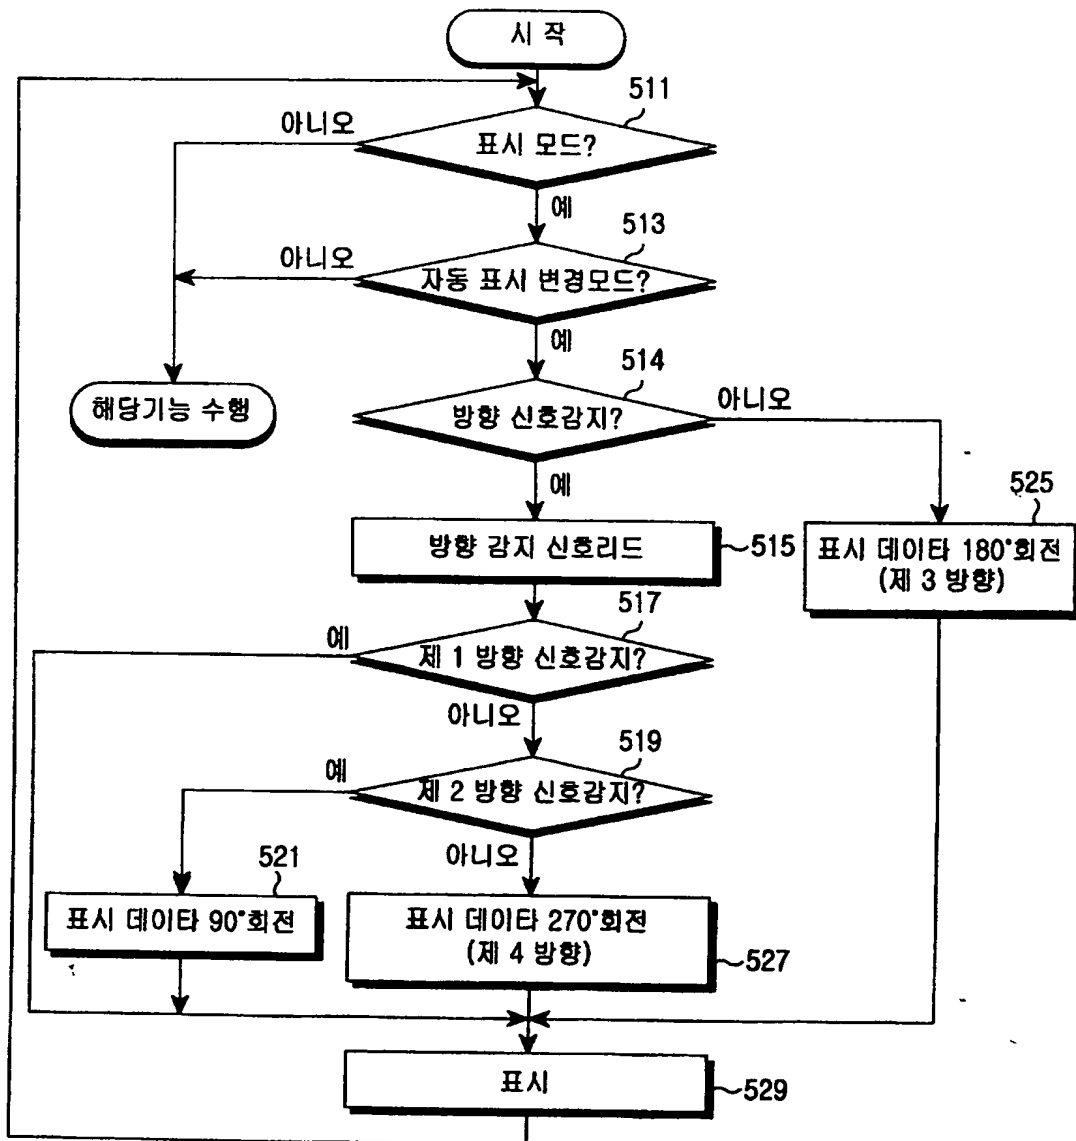 시 작
511
아니오
표시 모드?
예
513
아니오
자동 표시 변경모드?
예
514
해당기능 수행
방향 신호감지?
아니오
예
525
방향 감지 신호리드
515
표시 데이타 180°회전
(제 3 방향)
517
예
제 1 방향 신호감지?
아니오
519
예
제 2 방향 신호감지?
아니오
521
표시 데이타 90°회전
표시 데이타 270°회전
(제 4 방향)
527
표시
529